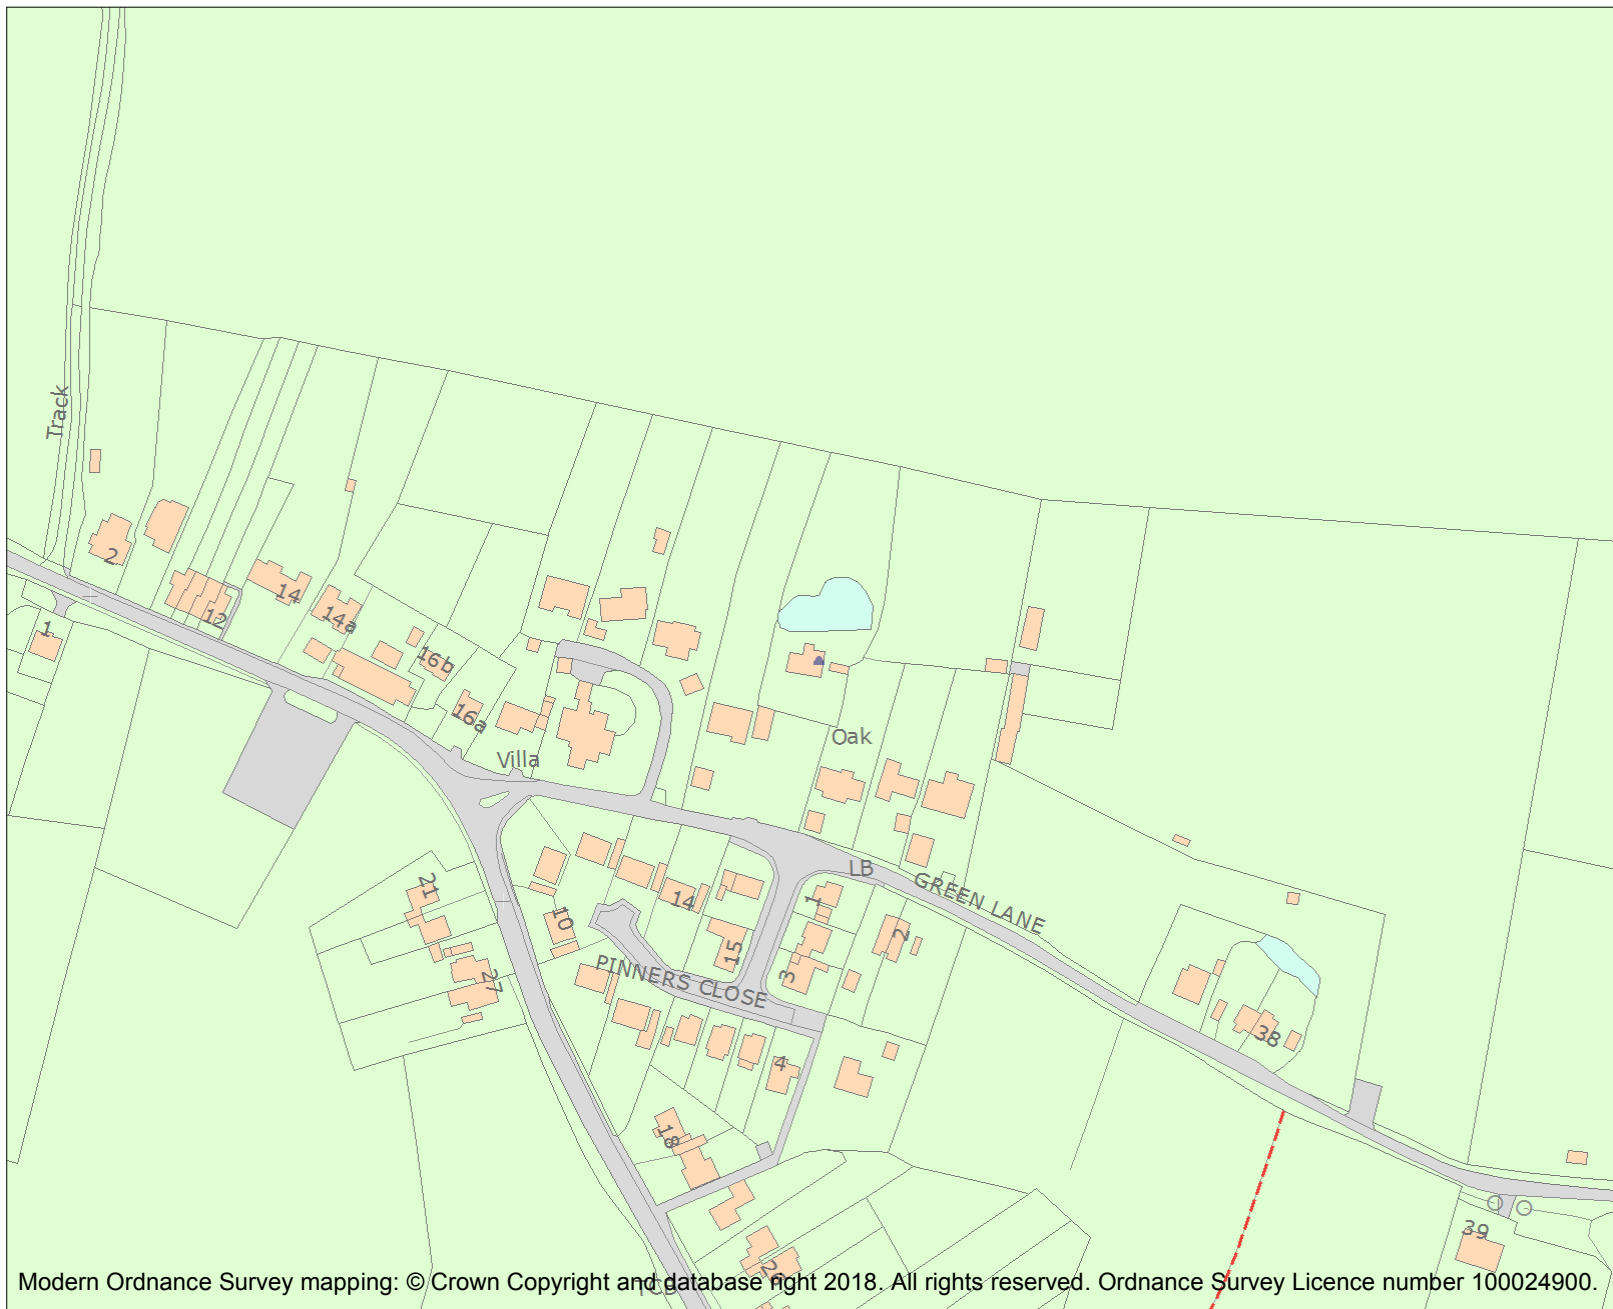 Track
2
12
14
14a
1
16b
16a
Villa
Oak
LB
GREEN LANE
21
10
14
1
2
15
3
27
PINNERS CLOSE
4
38
18
39
26
TCB
Modern Ordnance Survey mapping: © Crown Copyright and database right 2018. All rights reserved. Ordnance Survey Licence number 100024900.